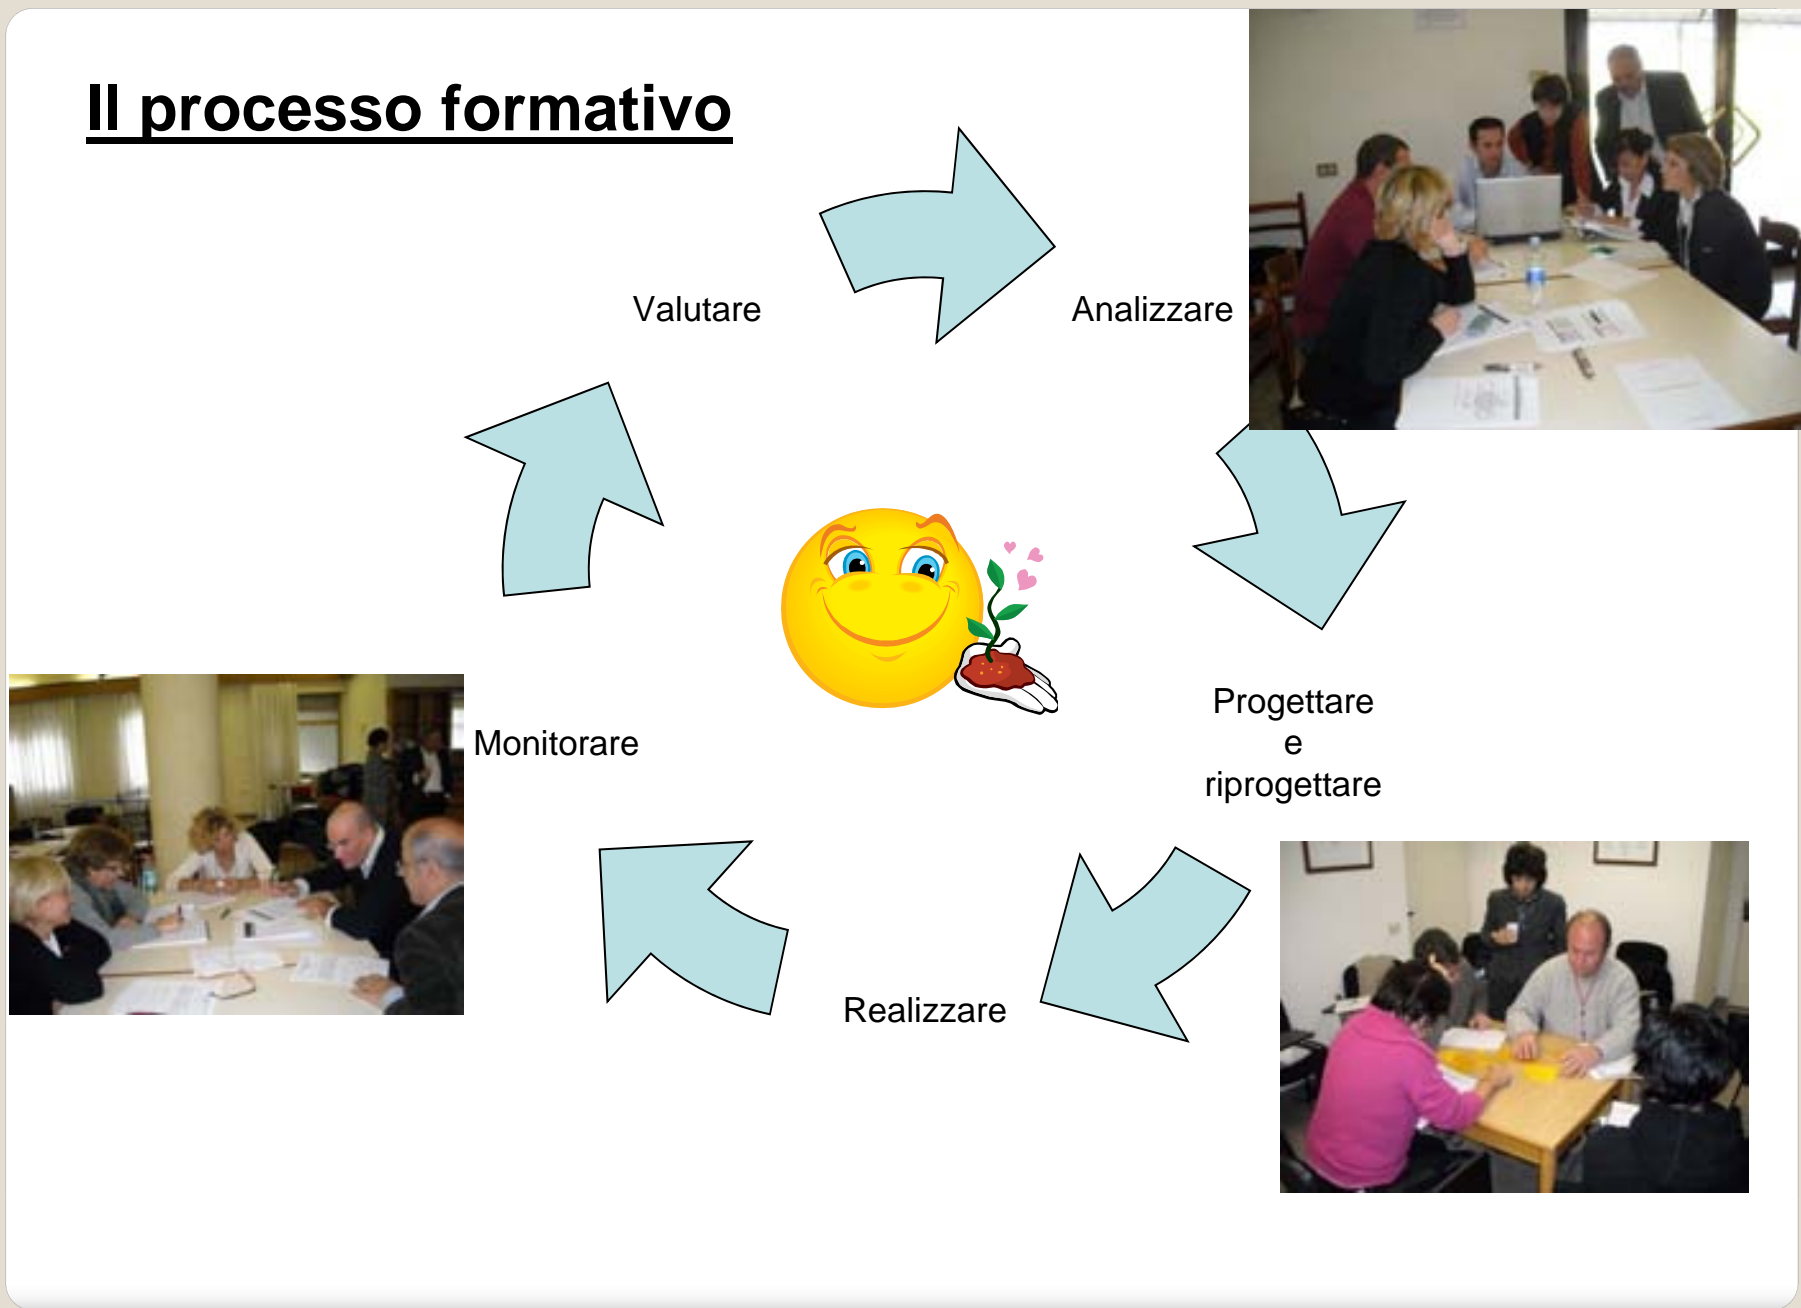 Il processo formativo
Valutare
Analizzare
Progettare
e
riprogettare
Monitorare
Realizzare